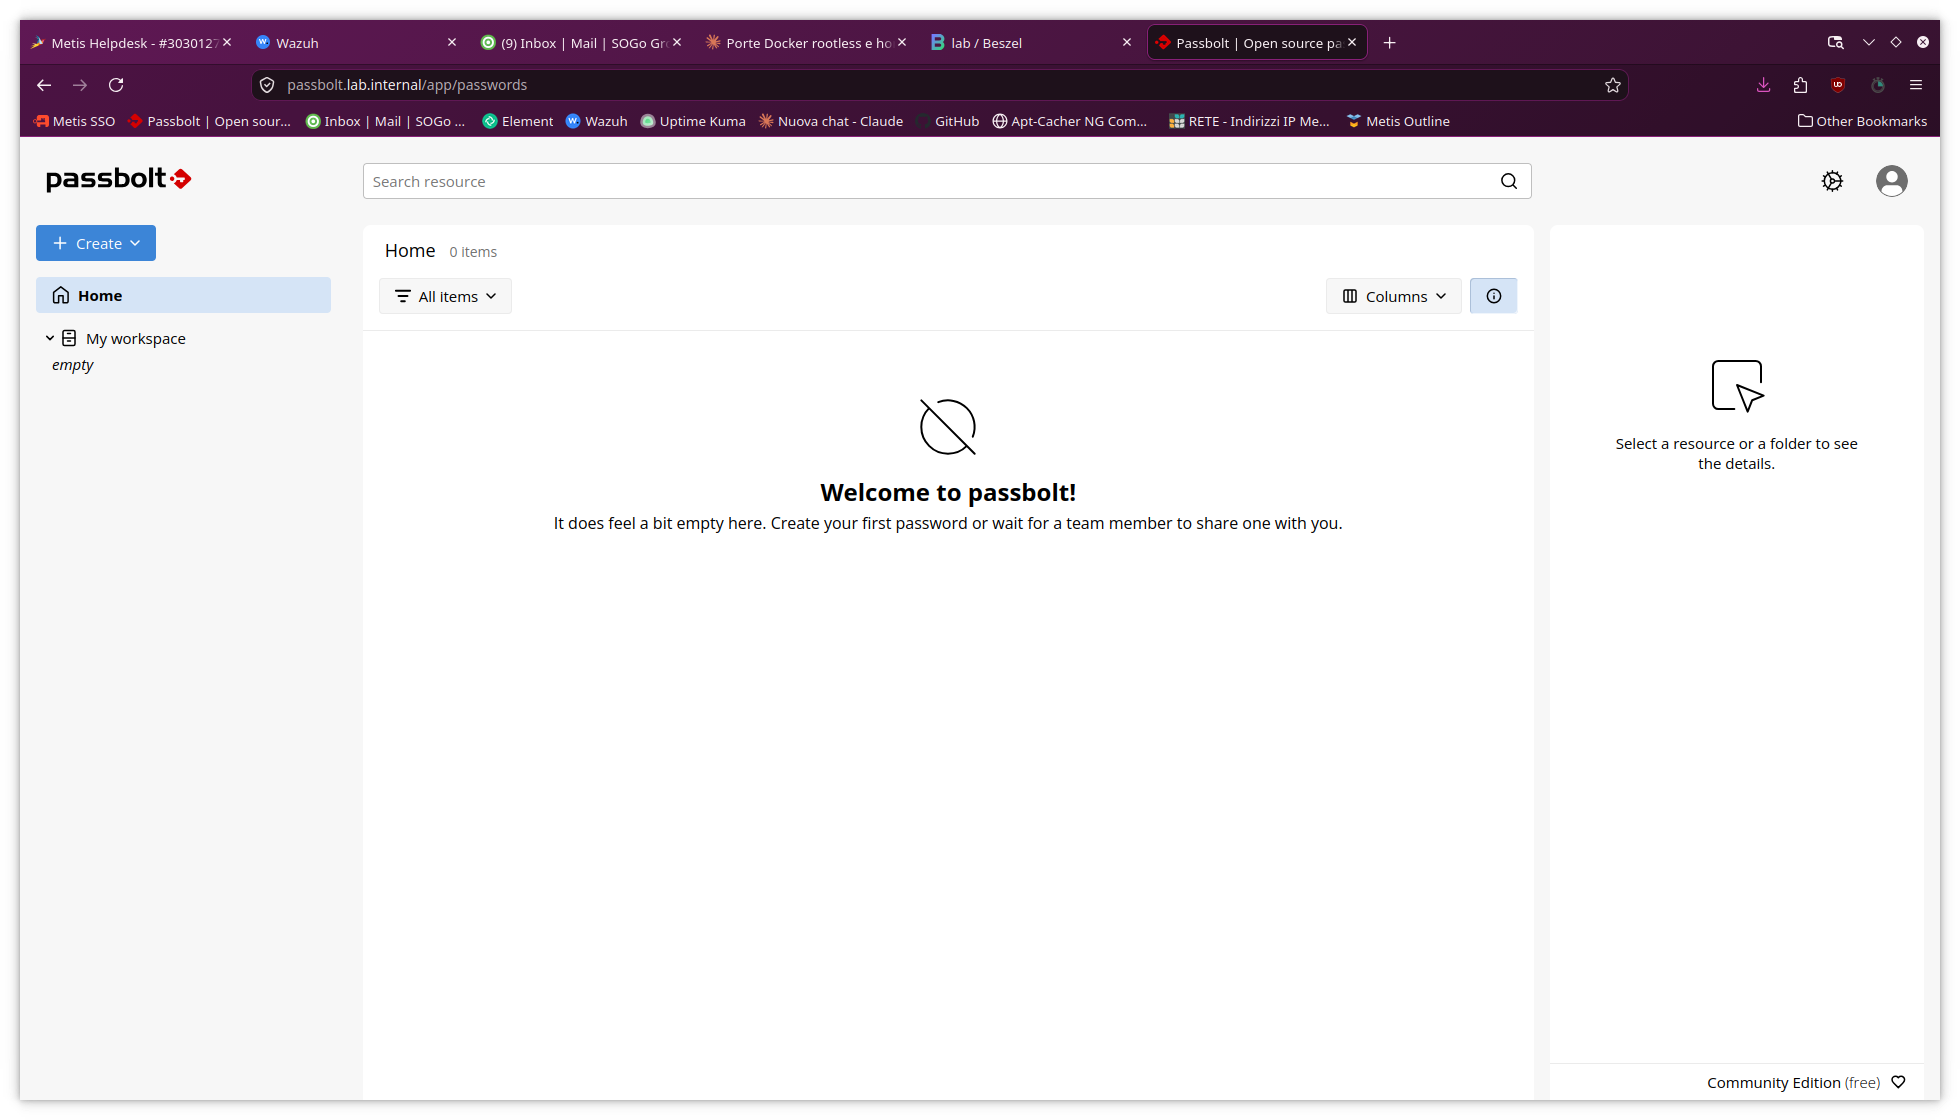 Metis Helpdesk - #3030127
Wazuh
(9) Inbox | Mail | SOGo Gr
Porte Docker rootless e ho
lab / Beszel
Passbolt | Open source pa
passbolt.lab.internal/app/passwords
Metis SSO
Passbolt | Open sour...
Inbox | Mail | SOGo ...
Element
Wazuh
Uptime Kuma
Nuova chat - Claude
GitHub
Apt-Cacher NG Com...
RETE - Indirizzi IP Me...
Metis Outline
Other Bookmarks
passbolt
Search resource
Create
Home
My workspace
empty
Home 0 items
All items
Columns
Welcome to passbolt!
It does feel a bit empty here. Create your first password or wait for a team member to share one with you.
Select a resource or a folder to see
the details.
Community Edition (free)